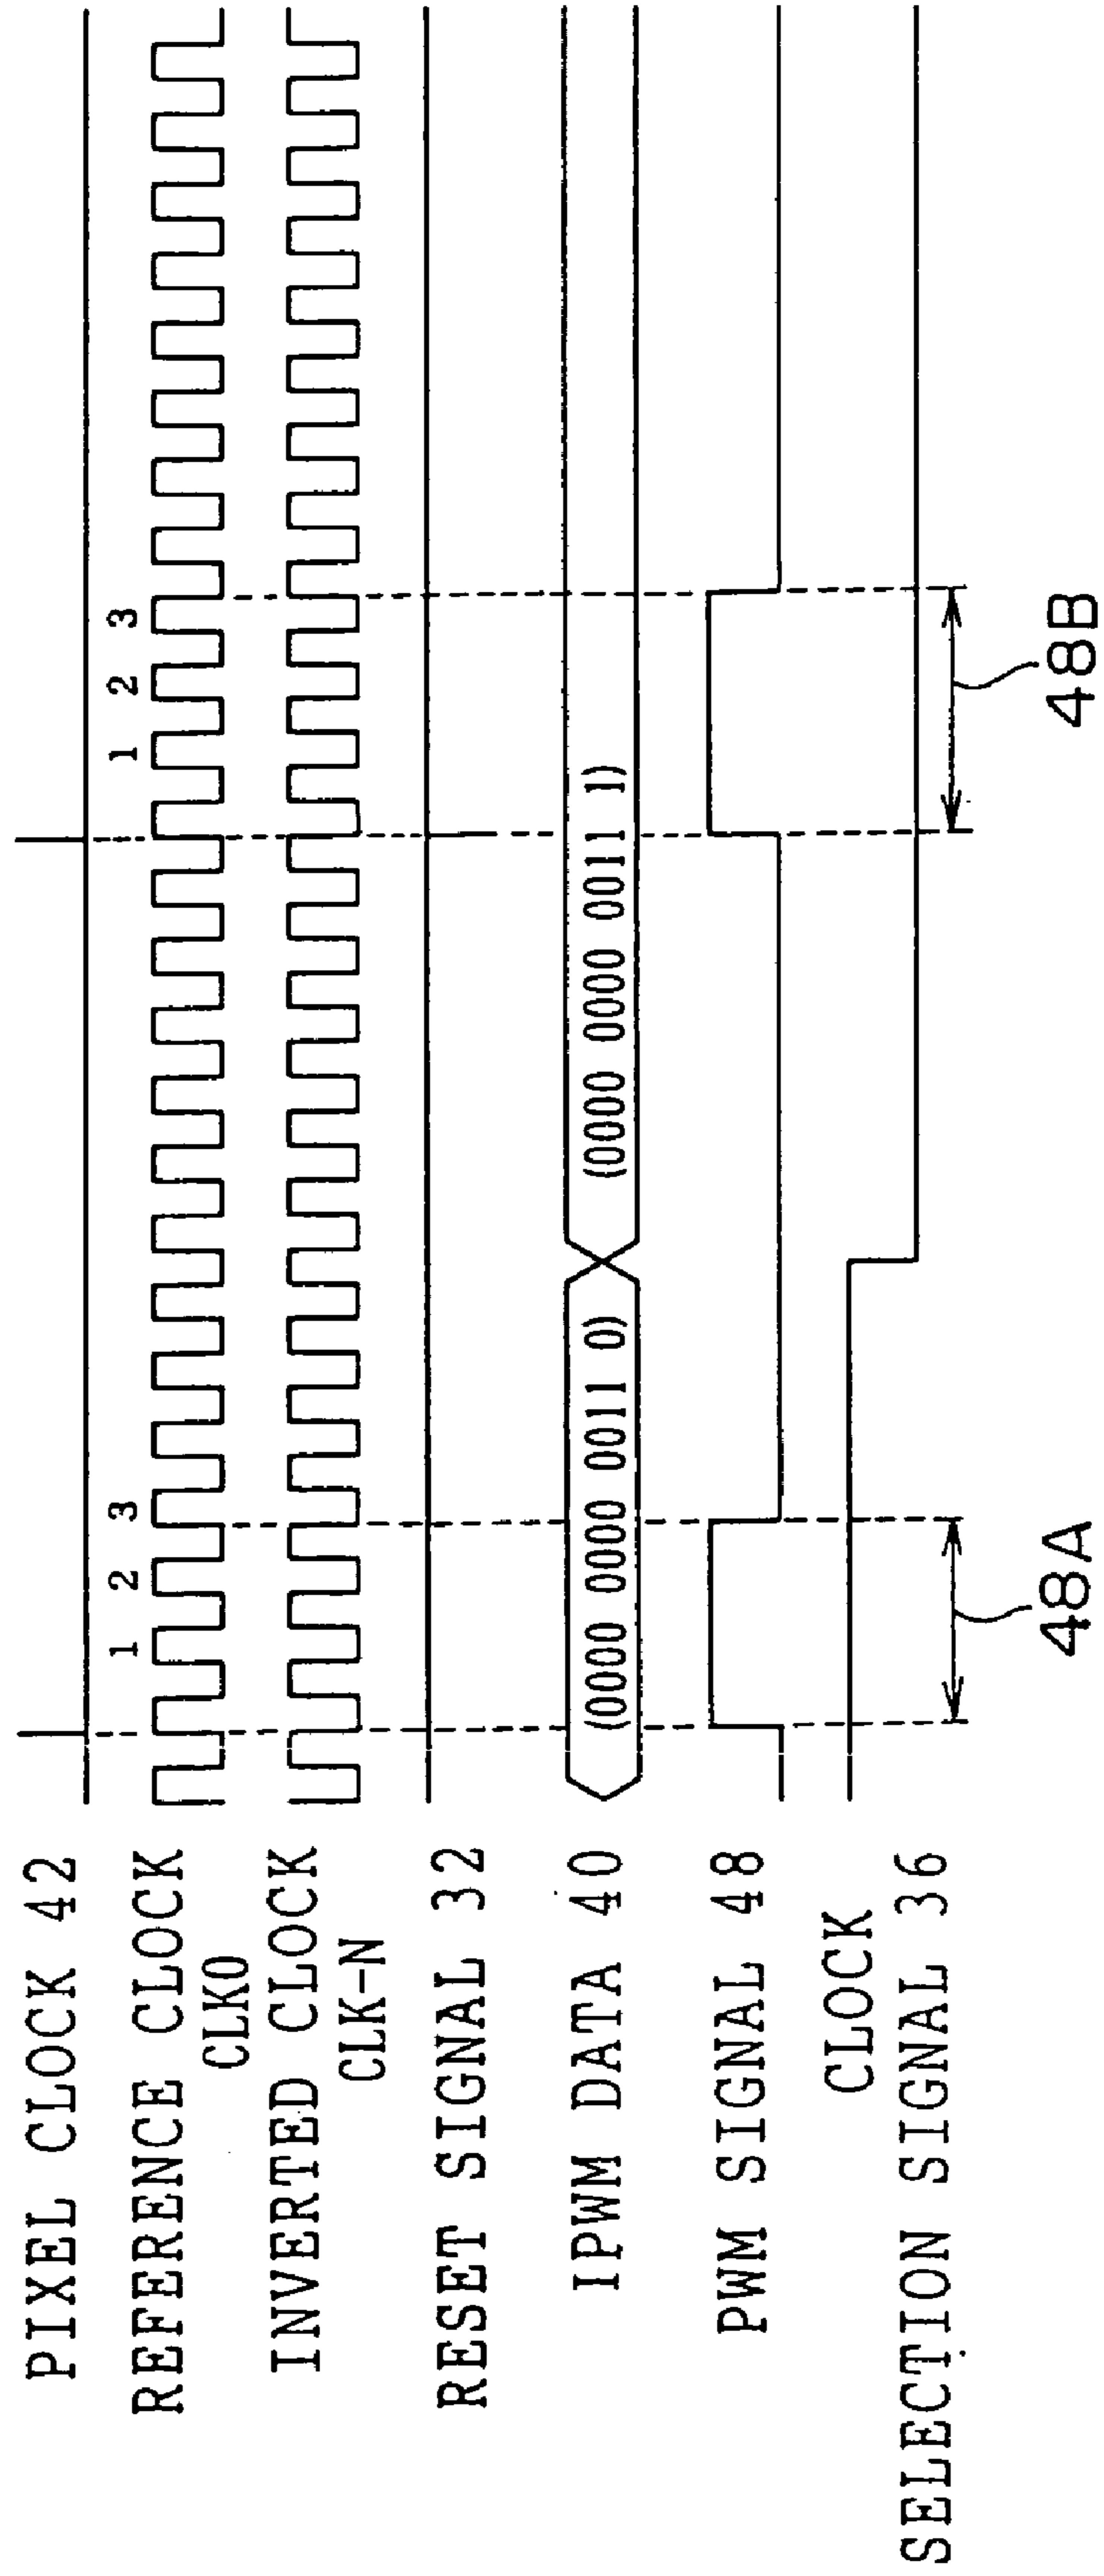 PIXEL CLOCK 42
1 2 3 1 2 3
REFERENCE CLOCK
CLK0
INVERTED CLOCK
CLK-N
RESET SIGNAL 32
IPWM DATA 40
(0000 0000 0011 0) (0000 0000 0011 1)
PWM SIGNAL 48
CLOCK
SELECTION SIGNAL 36
48A 48B